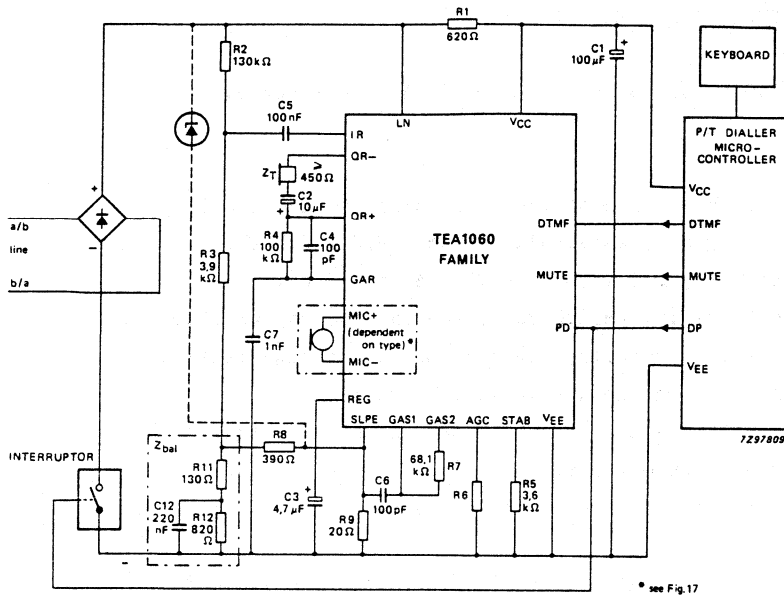 R1
620Ω
R2
130kΩ
C1
100µF
+
KEYBOARD
C5
100nF
LN
VCC
P/T DIALLER
MICRO-
CONTROLLER
IR
QR-
ZT
≥
450Ω
C2
10µF
+
QR+
VCC
+
a/b
line
-
b/a
R3
3,9
kΩ
R4
100
kΩ
C4
100
pF
GAR
TEA1060
FAMILY
DTMF
DTMF
MUTE
MUTE
PD
DP
VEE
C7
1nF
MIC+
(dependent
on type) *
MIC-
REG
SLPE
GAS1
GAS2
AGC
STAB
VEE
7Z97809
INTERRUPTOR
Zbal
R8
390Ω
R11
130Ω
C12
220
nF
R12
820
Ω
+
C3
4,7µF
R9
20Ω
C6
100pF
68,1
kΩ
R7
R6
R5
3,6
kΩ
-
* see Fig.17